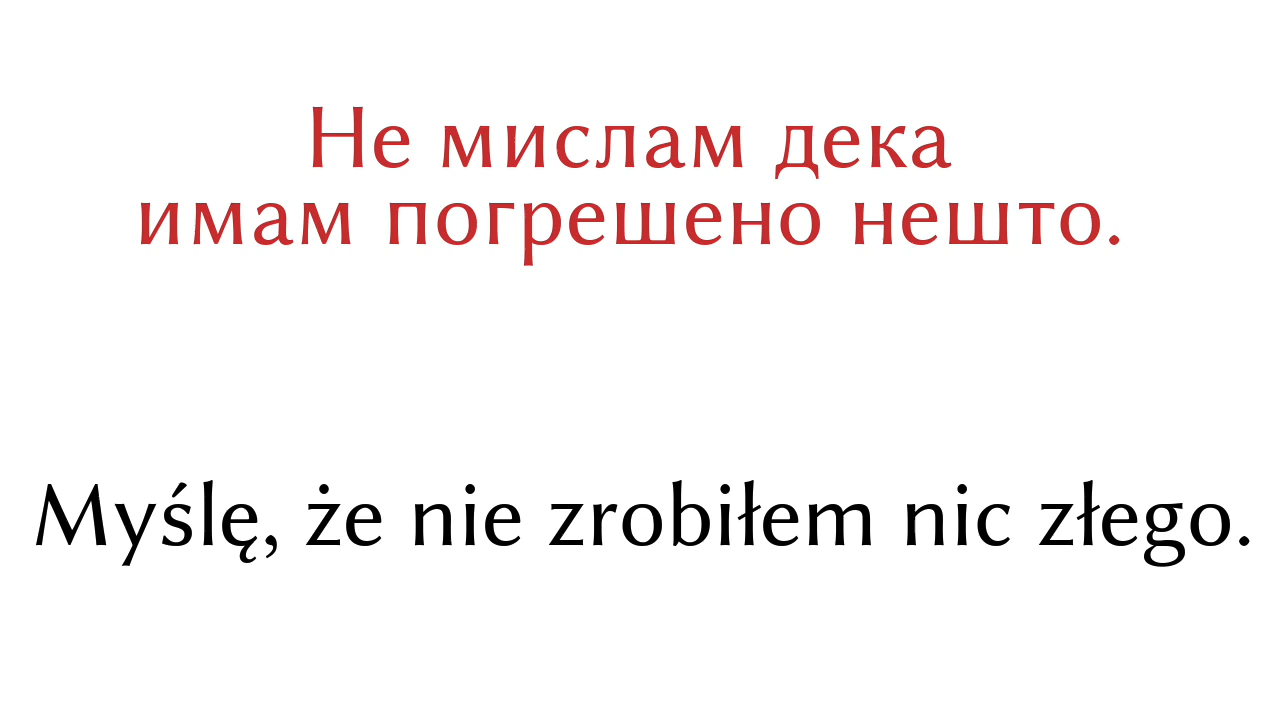 Не мислам дека
имам погрешено нешто.
Myślę, że nie zrobiłem nic złego.